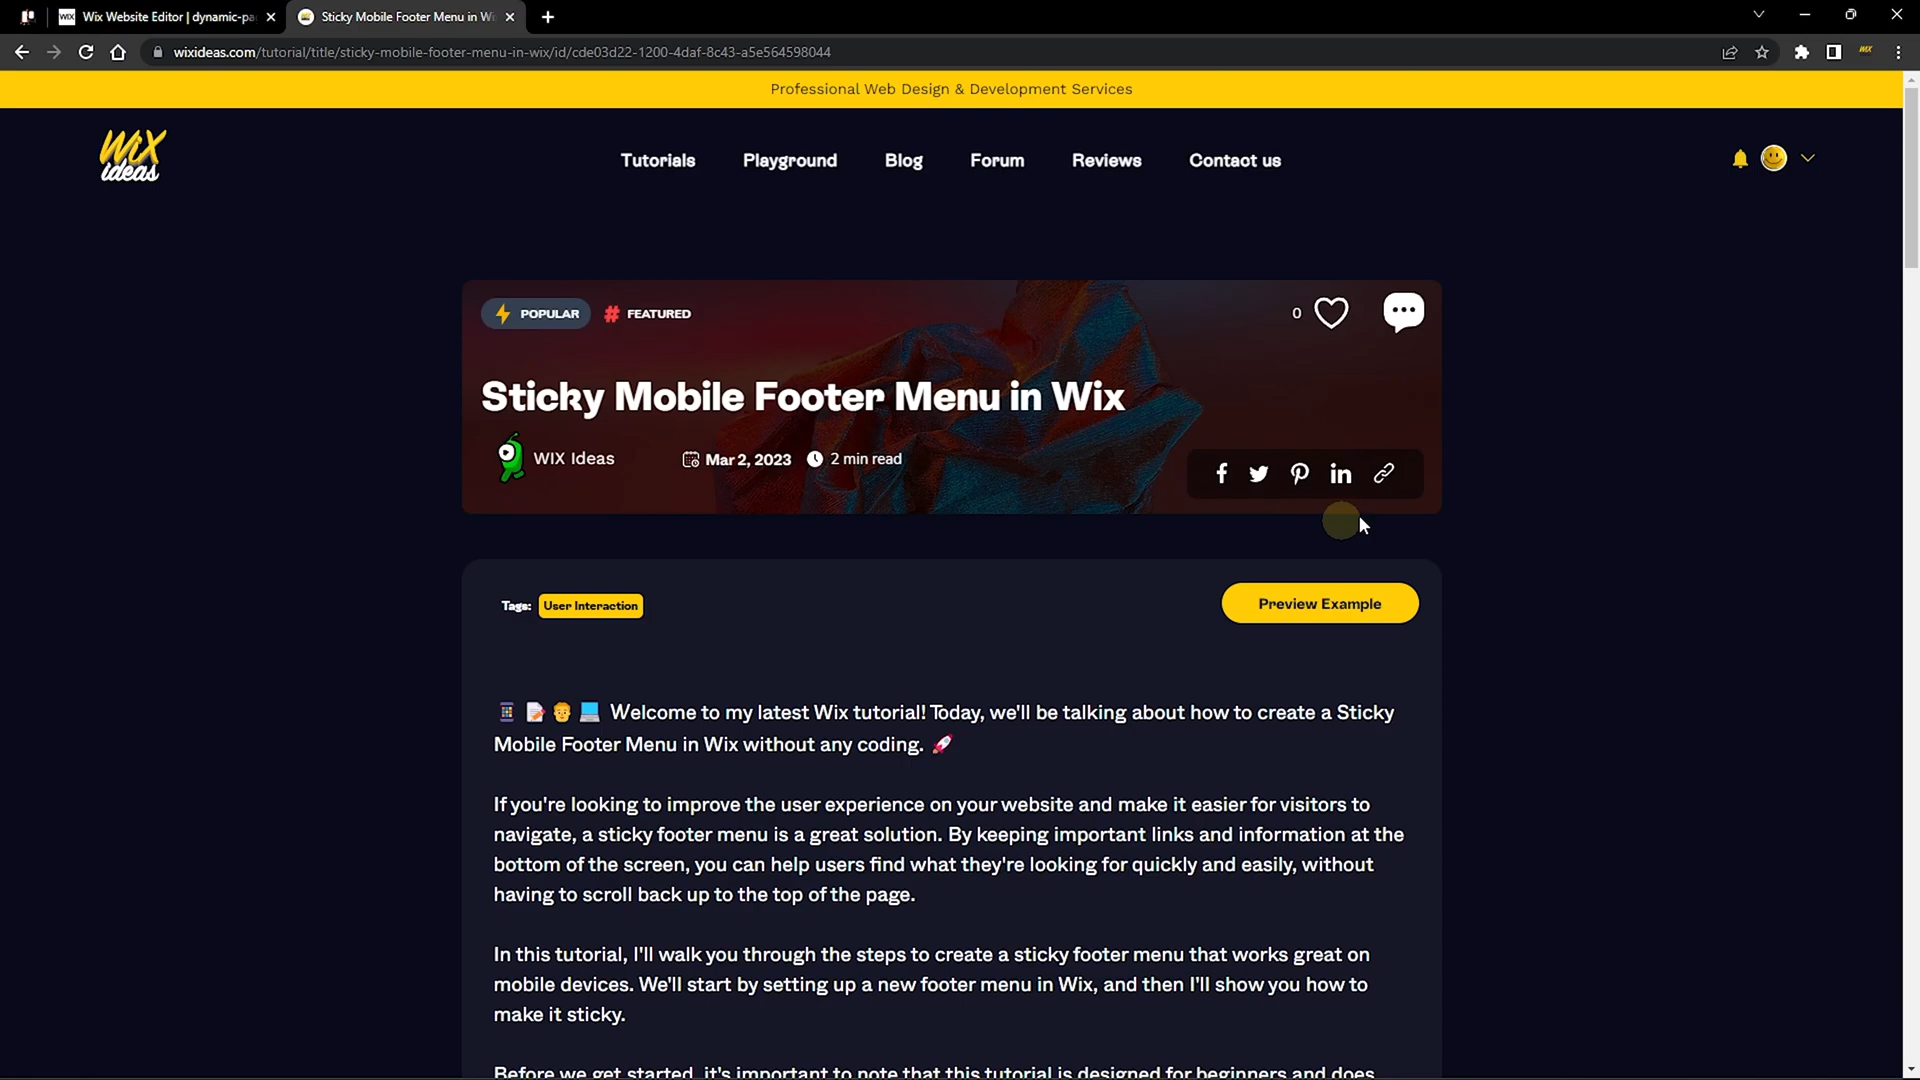 WIX Wix Website Editor | dynamic-pa
Sticky Mobile Footer Menu in Wi
wixideas.com/tutorial/title/sticky-mobile-footer-menu-in-wix/id/cde03d22-1200-4daf-8c43-a5e564598044
WIX
Professional Web Design & Development Services
WiX
ideas
Tutorials Playground Blog Forum Reviews Contact us
POPULAR # FEATURED
0
Sticky Mobile Footer Menu in Wix
WIX Ideas Mar 2, 2023 2 min read
Tags: User Interaction
Preview Example
📱 📝 👨 💻 Welcome to my latest Wix tutorial! Today, we'll be talking about how to create a Sticky
Mobile Footer Menu in Wix without any coding. 🚀
If you're looking to improve the user experience on your website and make it easier for visitors to
navigate, a sticky footer menu is a great solution. By keeping important links and information at the
bottom of the screen, you can help users find what they're looking for quickly and easily, without
having to scroll back up to the top of the page.
In this tutorial, I'll walk you through the steps to create a sticky footer menu that works great on
mobile devices. We'll start by setting up a new footer menu in Wix, and then I'll show you how to
make it sticky.
Before we get started, it's important to note that this tutorial is designed for beginners and does